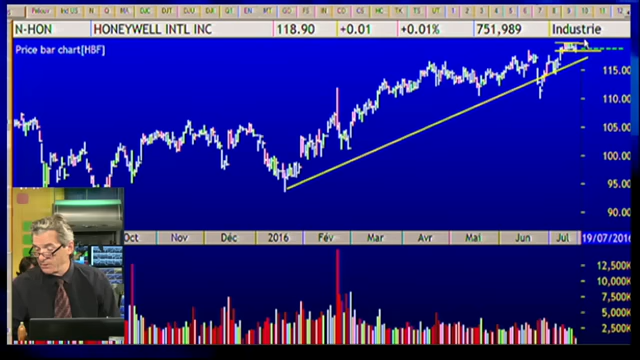 N-HON HONEYWELL INTL INC 118.90 +0.01 +0.01% 751,989 Industrie
Price bar chart[HBF]
115.00
110.00
105.00
100.00
95.00
90.00
Oct Nov Déc 2016 Fév Mar Avr Mai Jun Jul 19/07/2016
12,500K
10,000K
7,500K
5,000K
2,500K